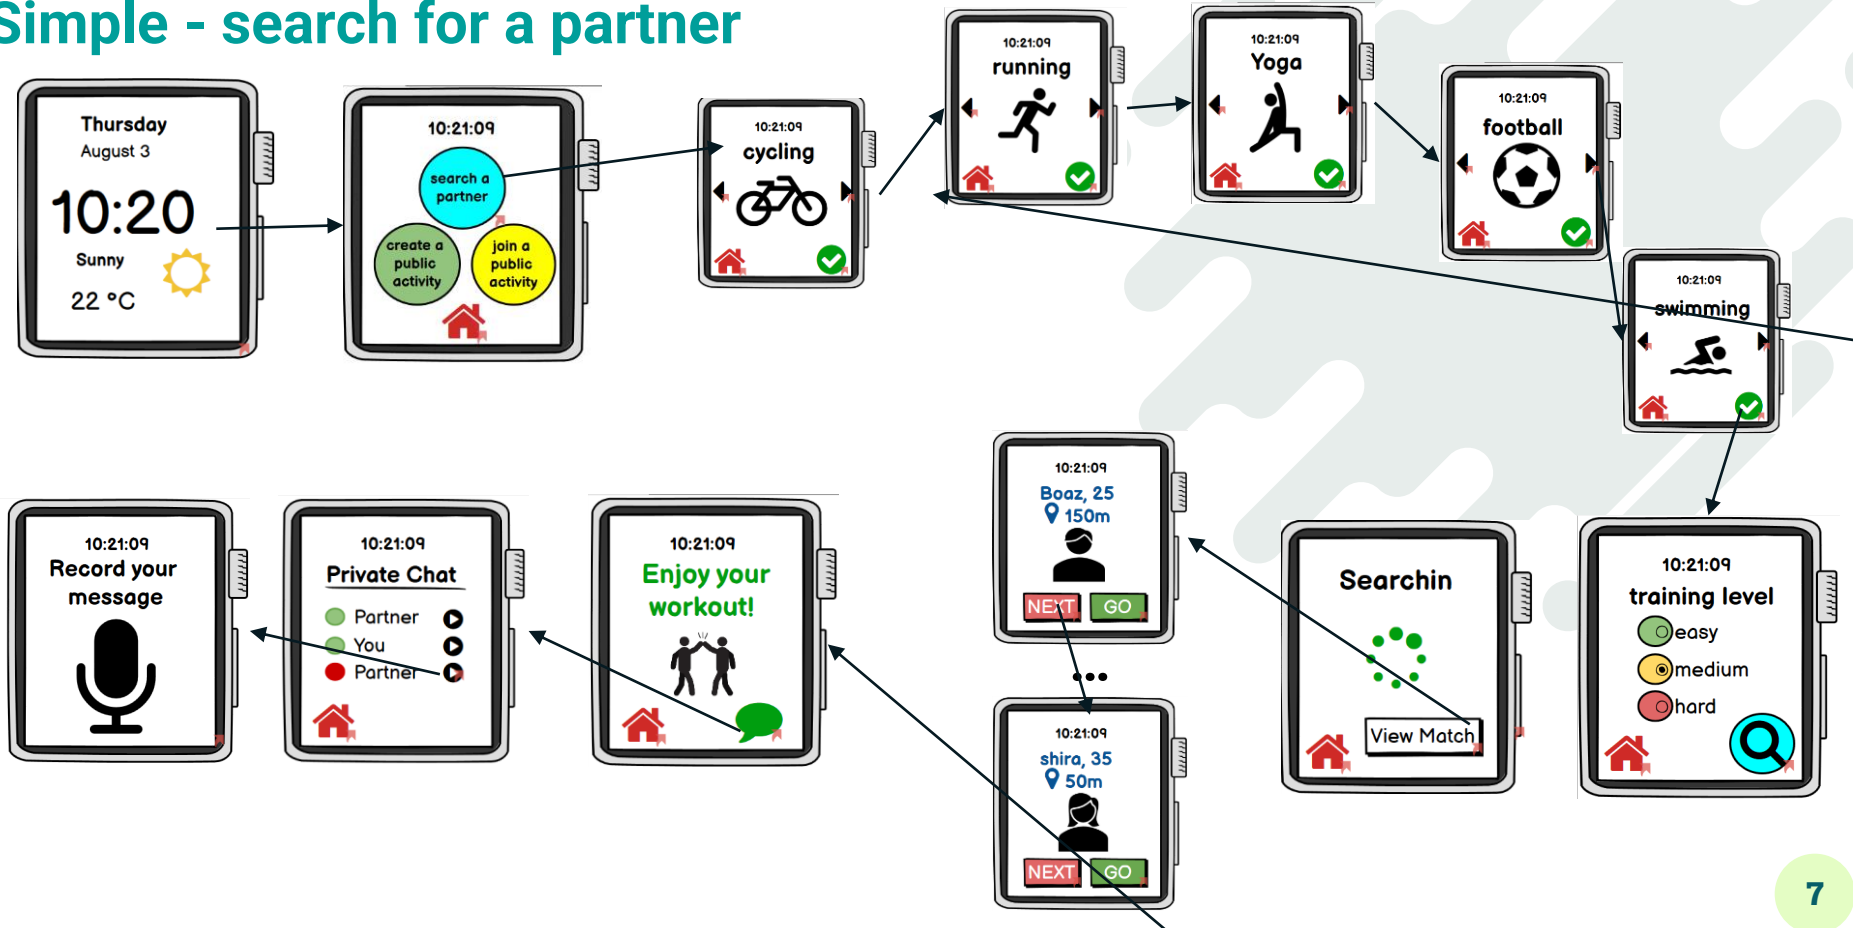 Simple - search for a partner
Thursday
August 3
10:20
Sunny
22 °C
10:21:09
search a
partner
create a
public
activity
join a
public
activity
10:21:09
cycling
10:21:09
running
10:21:09
Yoga
10:21:09
football
10:21:09
swimming
10:21:09
training level
easy
medium
hard
Searchin
View Match
10:21:09
Boaz, 25
150m
NEXT
GO
...
10:21:09
shira, 35
50m
NEXT
GO
10:21:09
Enjoy your
workout!
10:21:09
Private Chat
Partner
You
Partner
10:21:09
Record your
message
7